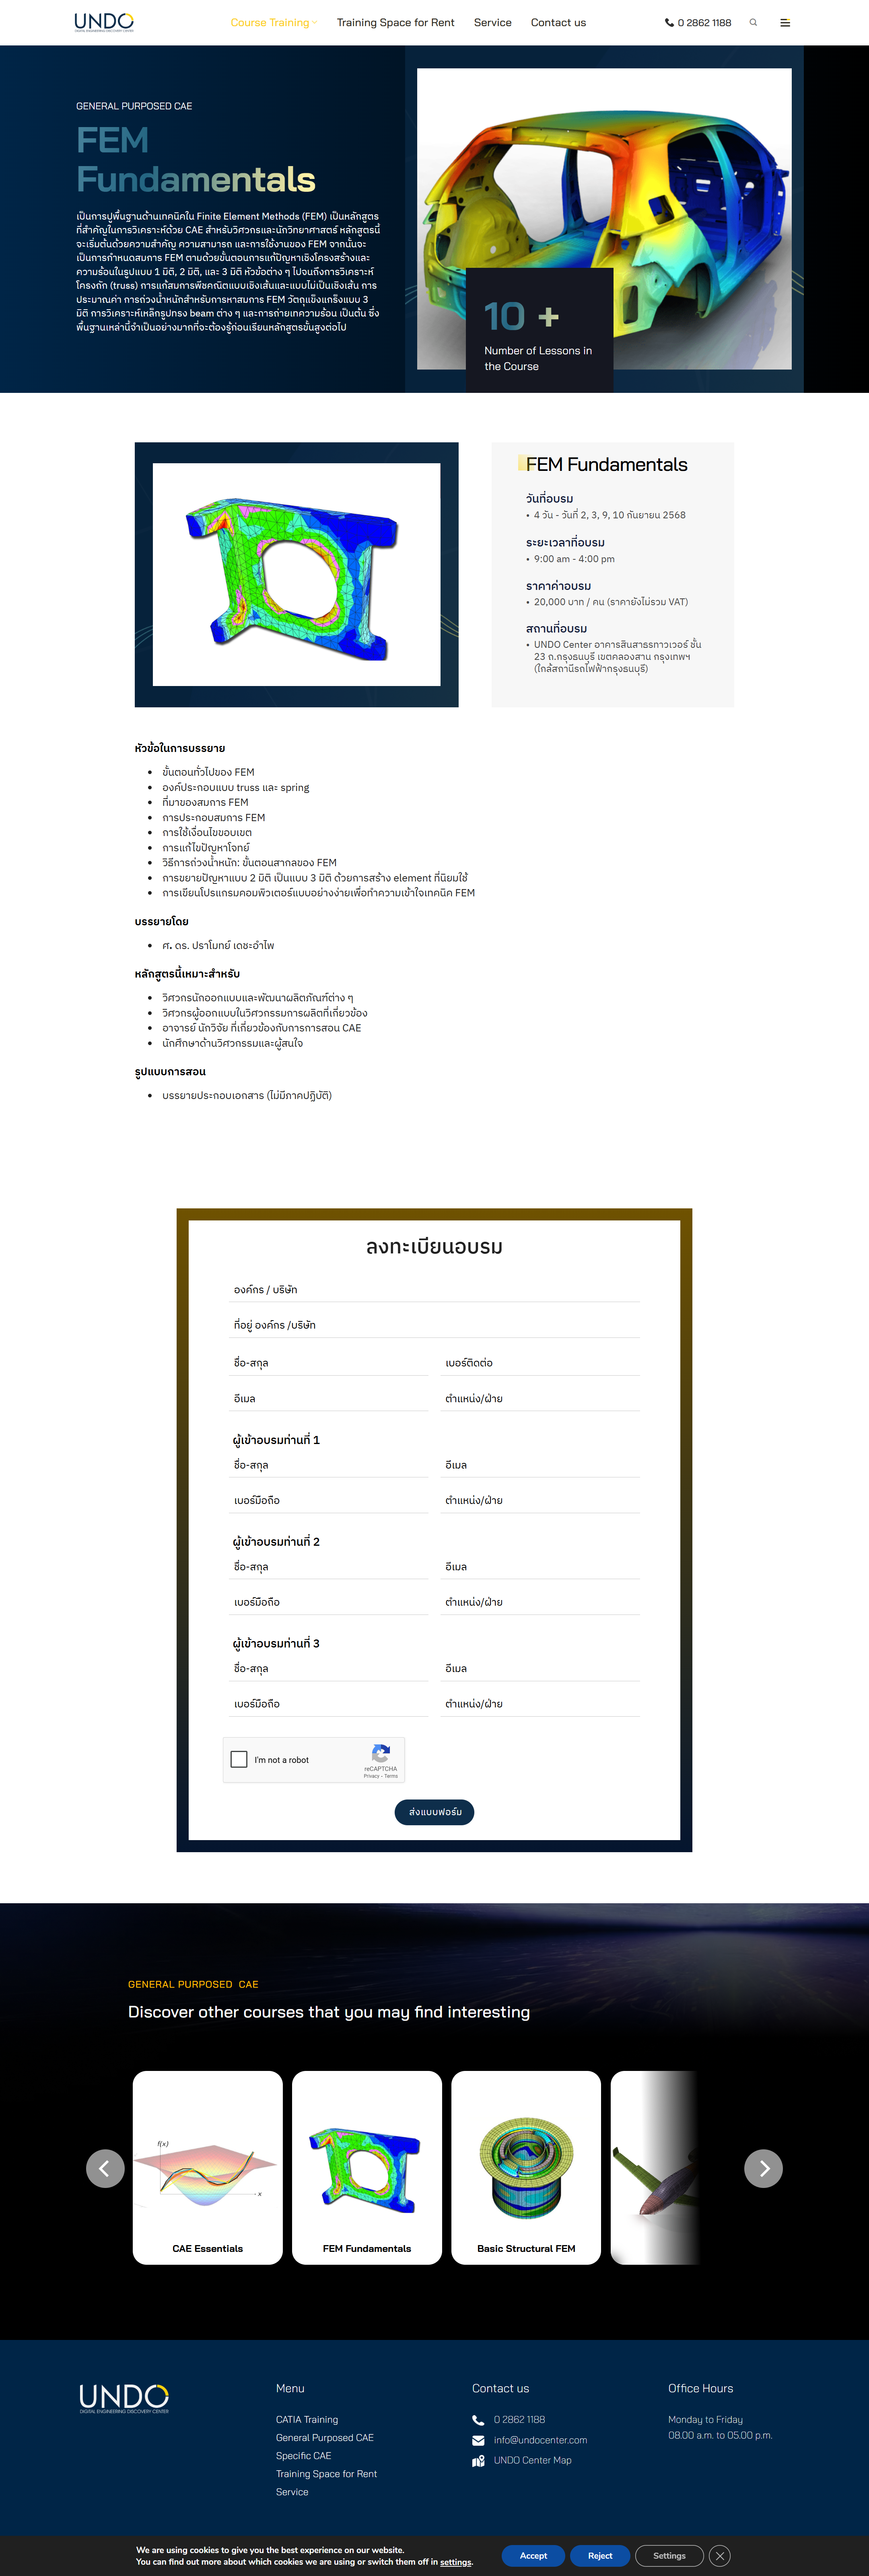 UNDO
DIGITAL ENGINEERING DISCOVERY CENTER
Course Training
Training Space for Rent
Service
Contact us
0 2862 1188
GENERAL PURPOSED CAE
FEM
Fundamentals
เป็นการปูพื้นฐานด้านเทคนิคใน Finite Element Methods (FEM) เป็นหลักสูตร
ที่สำคัญในการวิเคราะห์ด้วย CAE สำหรับวิศวกรและนักวิทยาศาสตร์ หลักสูตรนี้
จะเริ่มต้นด้วยความสำคัญ ความสามารถ และการใช้งานของ FEM จากนั้นจะ
เป็นการกำหนดสมการ FEM ตามด้วยขั้นตอนการแก้ปัญหาเชิงโครงสร้างและ
ความร้อนในรูปแบบ 1 มิติ, 2 มิติ, และ 3 มิติ หัวข้อต่าง ๆ ไปจนถึงการวิเคราะห์
โครงถัก (truss) การแก้สมการพีชคณิตแบบเชิงเส้นและแบบไม่เป็นเชิงเส้น การ
ประมาณค่า การถ่วงน้ำหนักสำหรับการหาสมการ FEM วัตถุแข็งเกร็งแบบ 3
มิติ การวิเคราะห์เหล็กรูปทรง beam ต่าง ๆ และการถ่ายเทความร้อน เป็นต้น ซึ่ง
พื้นฐานเหล่านี้จำเป็นอย่างมากที่จะต้องรู้ก่อนเรียนหลักสูตรขั้นสูงต่อไป
10 +
Number of Lessons in
the Course
FEM Fundamentals
วันที่อบรม
• 4 วัน - วันที่ 2, 3, 9, 10 กันยายน 2568
ระยะเวลาที่อบรม
• 9:00 am - 4:00 pm
ราคาค่าอบรม
• 20,000 บาท / คน (ราคายังไม่รวม VAT)
สถานที่อบรม
• UNDO Center อาคารสินสาธรทาวเวอร์ ชั้น
23 ถ.กรุงธนบุรี เขตคลองสาน กรุงเทพฯ
(ใกล้สถานีรถไฟฟ้ากรุงธนบุรี)
หัวข้อในการบรรยาย
• ขั้นตอนทั่วไปของ FEM
• องค์ประกอบแบบ truss และ spring
• ที่มาของสมการ FEM
• การประกอบสมการ FEM
• การใช้เงื่อนไขขอบเขต
• การแก้ไขปัญหาโจทย์
• วิธีการถ่วงน้ำหนัก: ขั้นตอนสากลของ FEM
• การขยายปัญหาแบบ 2 มิติ เป็นแบบ 3 มิติ ด้วยการสร้าง element ที่นิยมใช้
• การเขียนโปรแกรมคอมพิวเตอร์แบบอย่างง่ายเพื่อทำความเข้าใจเทคนิค FEM
บรรยายโดย
• ศ. ดร. ปราโมทย์ เดชะอำไพ
หลักสูตรนี้เหมาะสำหรับ
• วิศวกรนักออกแบบและพัฒนาผลิตภัณฑ์ต่าง ๆ
• วิศวกรผู้ออกแบบในวิศวกรรมการผลิตที่เกี่ยวข้อง
• อาจารย์ นักวิจัย ที่เกี่ยวข้องกับการการสอน CAE
• นักศึกษาด้านวิศวกรรมและผู้สนใจ
รูปแบบการสอน
• บรรยายประกอบเอกสาร (ไม่มีภาคปฏิบัติ)
ลงทะเบียนอบรม
องค์กร / บริษัท
ที่อยู่ องค์กร /บริษัท
ชื่อ-สกุล
เบอร์ติดต่อ
อีเมล
ตำแหน่ง/ฝ่าย
ผู้เข้าอบรมท่านที่ 1
ชื่อ-สกุล
อีเมล
เบอร์มือถือ
ตำแหน่ง/ฝ่าย
ผู้เข้าอบรมท่านที่ 2
ชื่อ-สกุล
อีเมล
เบอร์มือถือ
ตำแหน่ง/ฝ่าย
ผู้เข้าอบรมท่านที่ 3
ชื่อ-สกุล
อีเมล
เบอร์มือถือ
ตำแหน่ง/ฝ่าย
I'm not a robot
reCAPTCHA
Privacy - Terms
ส่งแบบฟอร์ม
GENERAL PURPOSED CAE
Discover other courses that you may find interesting
f(x)
x
CAE Essentials
FEM Fundamentals
Basic Structural FEM
UNDO
DIGITAL ENGINEERING DISCOVERY CENTER
Menu
CATIA Training
General Purposed CAE
Specific CAE
Training Space for Rent
Service
Contact us
0 2862 1188
info@undocenter.com
UNDO Center Map
Office Hours
Monday to Friday
08.00 a.m. to 05.00 p.m.
We are using cookies to give you the best experience on our website.
You can find out more about which cookies we are using or switch them off in settings.
Accept
Reject
Settings